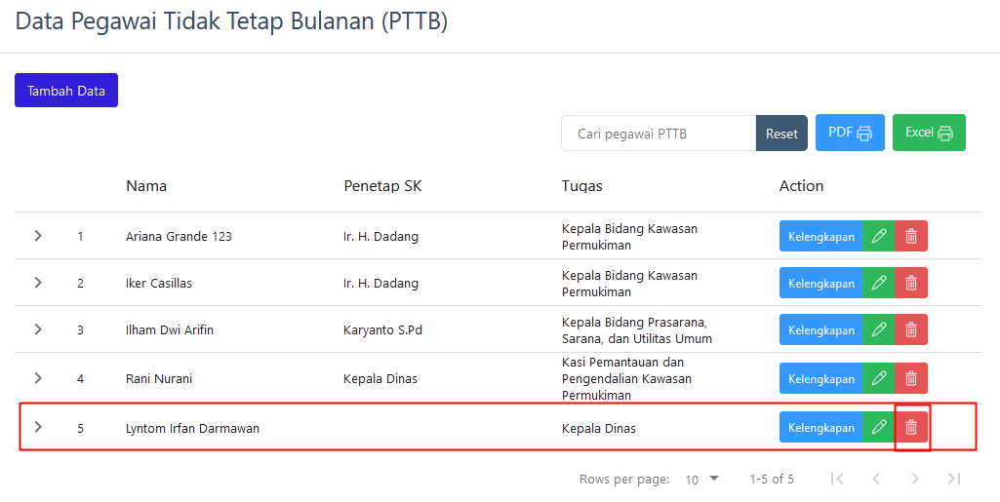 Data Pegawai Tidak Tetap Bulanan (PTTB)
Tambah Data
Cari pegawai PTTB Reset PDF Excel
Nama Penetap SK Tugas Action
1 Ariana Grande 123 Ir. H. Dadang Kepala Bidang Kawasan
Permukiman Kelengkapan
2 Iker Casillas Ir. H. Dadang Kepala Bidang Kawasan
Permukiman Kelengkapan
3 Ilham Dwi Arifin Karyanto S.Pd Kepala Bidang Prasarana,
Sarana, dan Utilitas Umum Kelengkapan
4 Rani Nurani Kepala Dinas Kasi Pemantauan dan
Pengendalian Kawasan Kelengkapan
Permukiman
5 Lyntom Irfan Darmawan Kepala Dinas Kelengkapan
Rows per page: 10 1-5 of 5